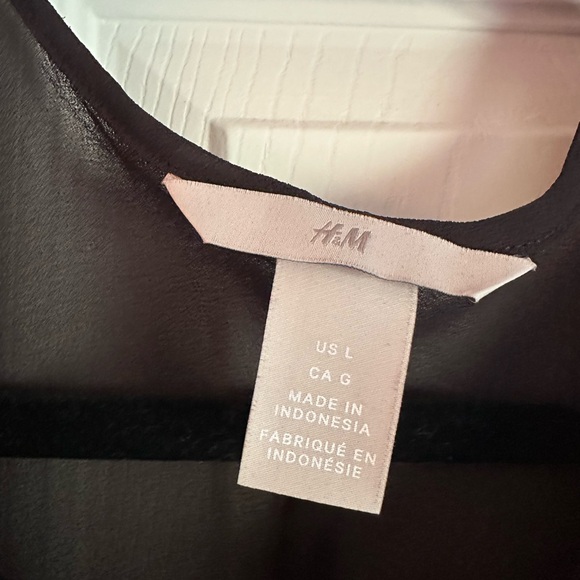 H&M
US L
CA G
MADE IN
INDONESIA
FABRIQUÉ EN
INDONÉSIE